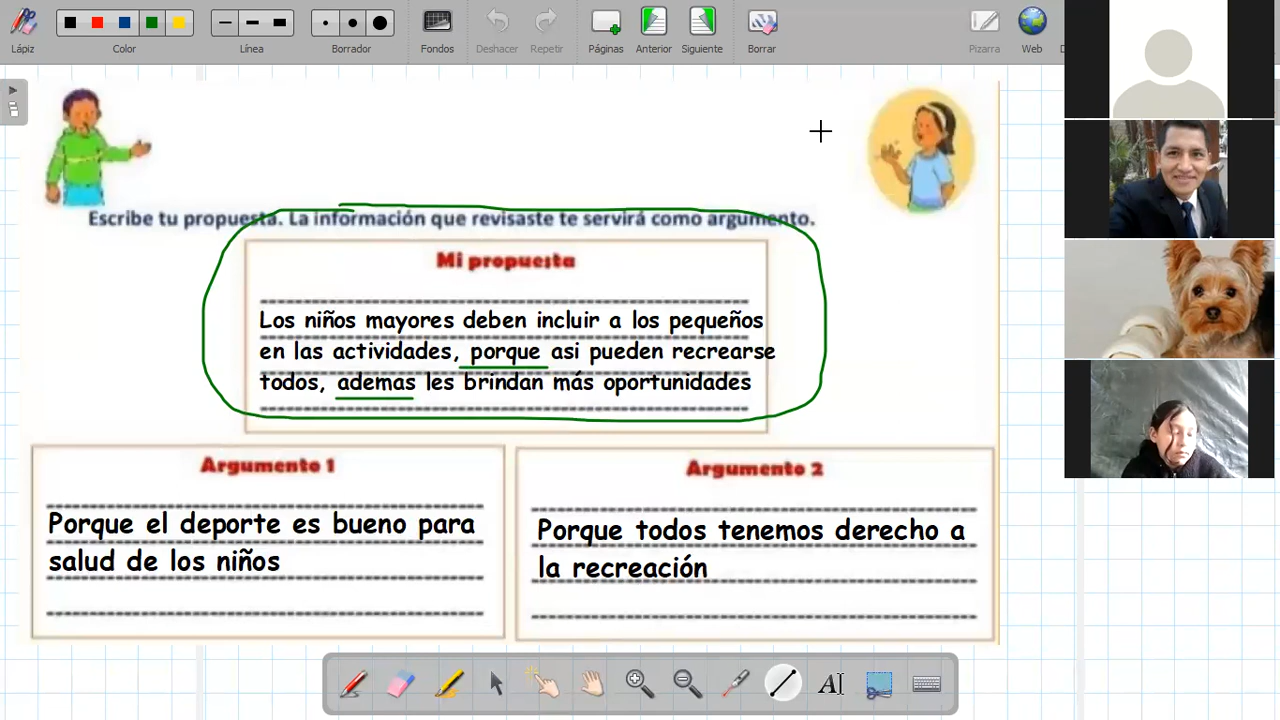 Lápiz
Color
Línea
Borrador
Fondos
Deshacer
Repetir
Páginas
Anterior
Siguiente
Borrar
Pizarra
Web
Escribe tu propuesta. La información que revisaste te servirá como argumento.
Mi propuesta
Los niños mayores deben incluir a los pequeños
en las actividades, porque asi pueden recrearse
todos, ademas les brindan más oportunidades
Argumento 1
Porque el deporte es bueno para
salud de los niños
Argumento 2
Porque todos tenemos derecho a
la recreación